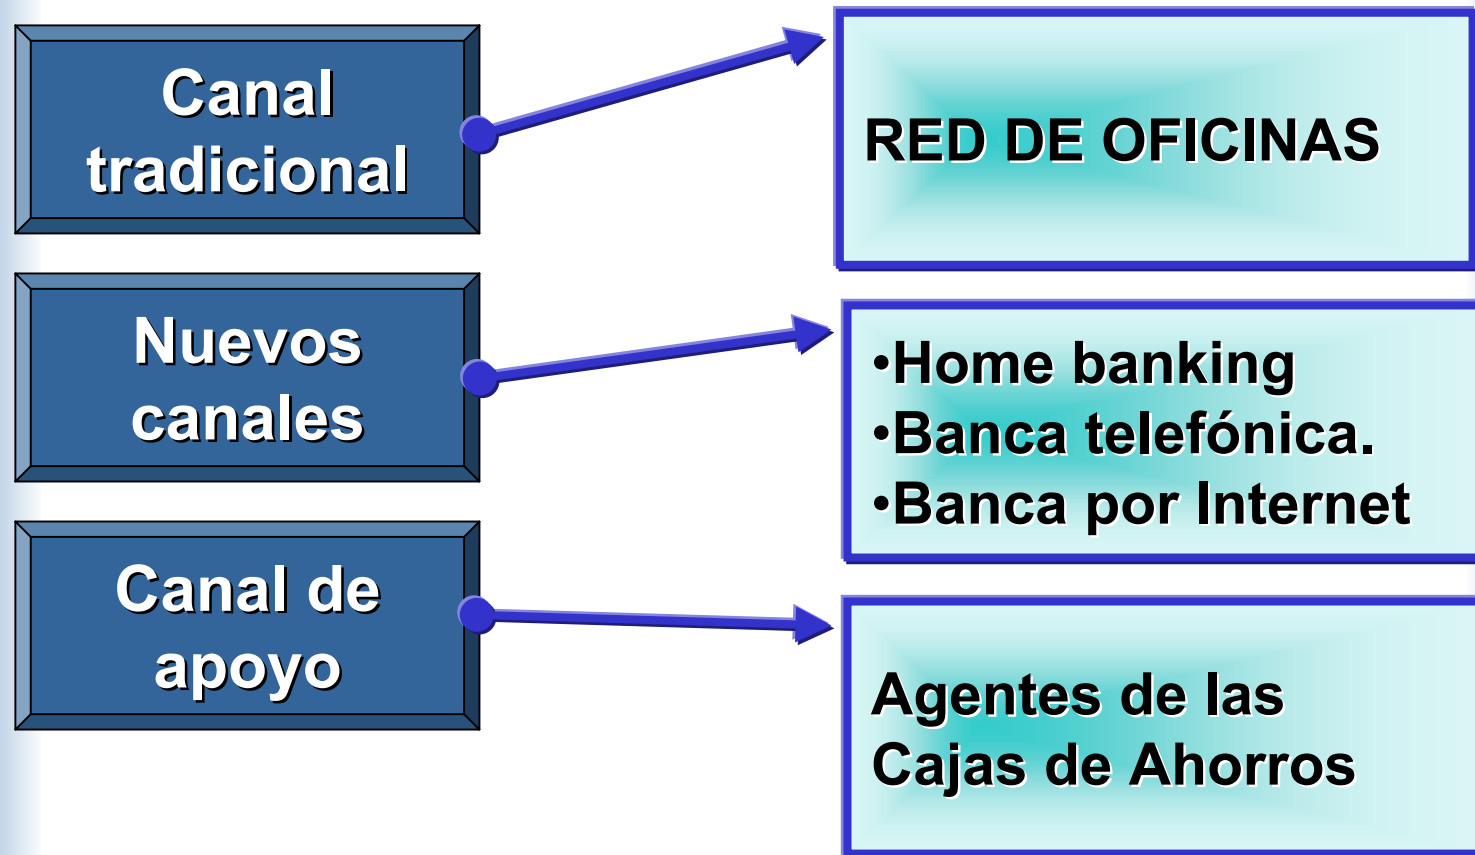 Canal
tradicional
RED DE OFICINAS
Nuevos
canales
•Home banking
•Banca telefónica.
•Banca por Internet
Canal de
apoyo
Agentes de las
Cajas de Ahorros